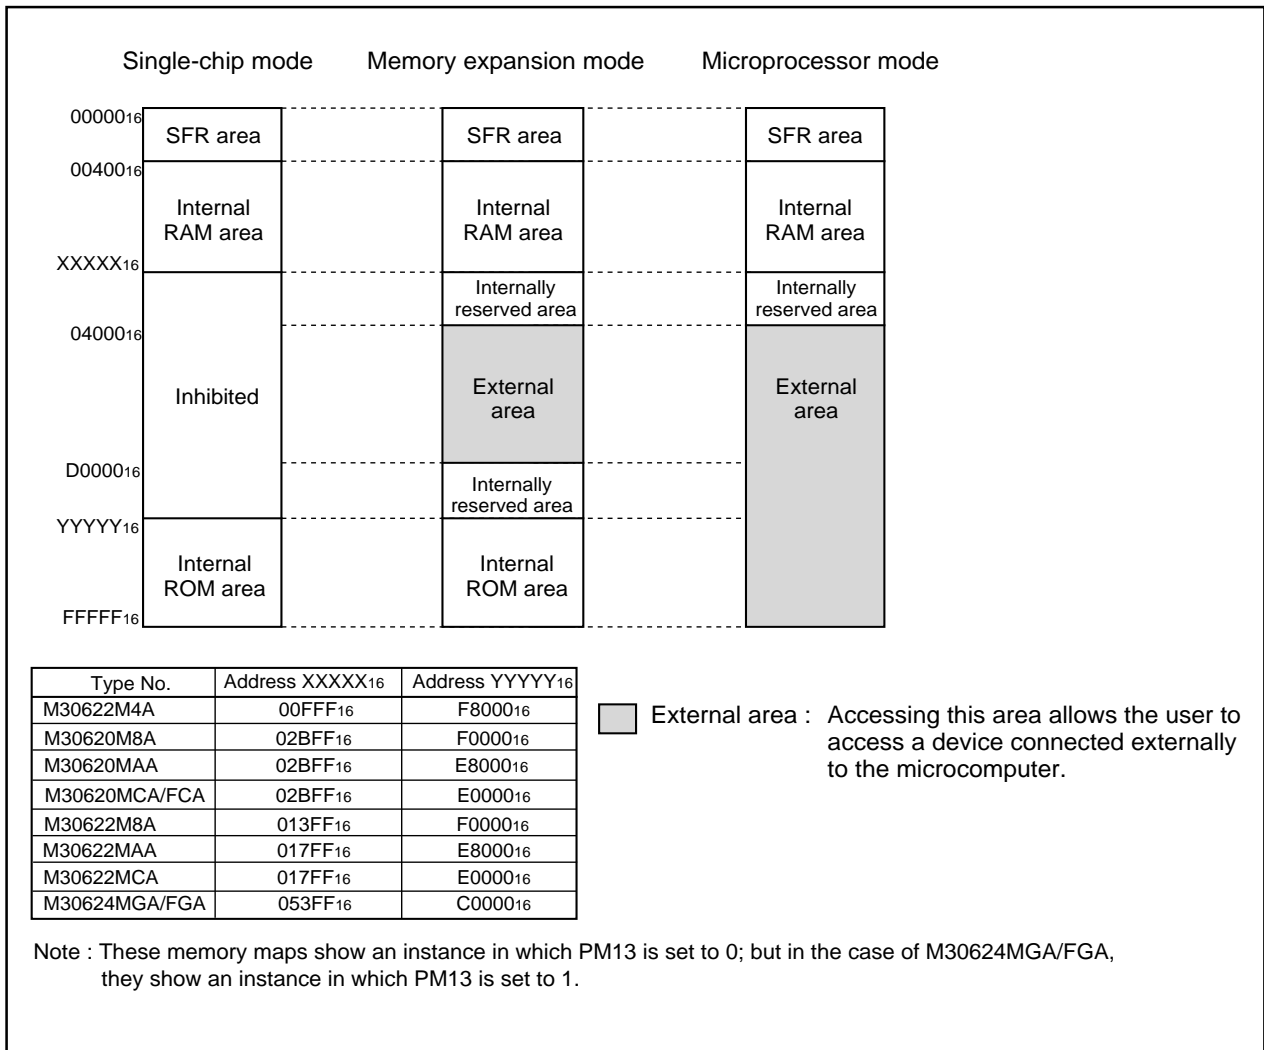 Single-chip mode Memory expansion mode Microprocessor mode
0000016
SFR area SFR area SFR area
0040016
Internal RAM area Internal RAM area Internal RAM area
XXXXX16
Internally reserved area Internally reserved area
0400016
Inhibited External area External area
D000016
Internally reserved area
YYYYY16
Internal ROM area Internal ROM area
FFFFF16
Type No. Address XXXXX16 Address YYYYY16
M30622M4A 00FFF16 F800016
M30620M8A 02BFF16 F000016
M30620MAA 02BFF16 E800016
M30620MCA/FCA 02BFF16 E000016
M30622M8A 013FF16 F000016
M30622MAA 017FF16 E800016
M30622MCA 017FF16 E000016
M30624MGA/FGA 053FF16 C000016
External area : Accessing this area allows the user to
access a device connected externally
to the microcomputer.
Note : These memory maps show an instance in which PM13 is set to 0; but in the case of M30624MGA/FGA,
they show an instance in which PM13 is set to 1.